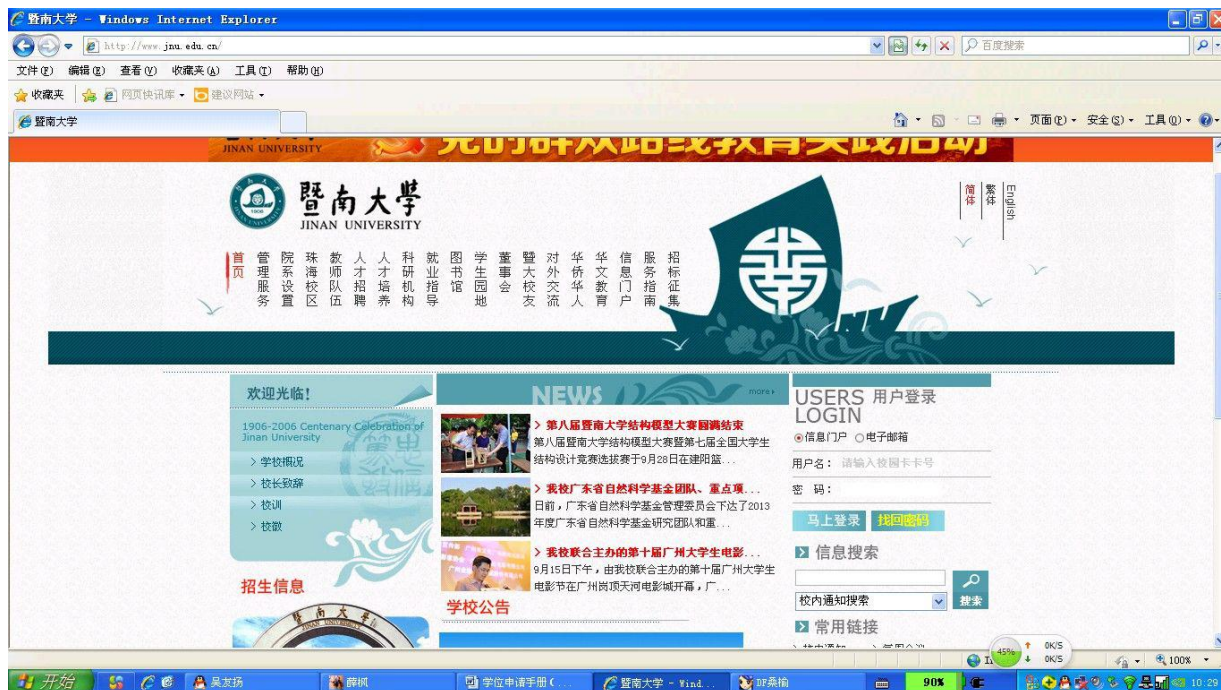 暨南大学 - Windows Internet Explorer
http://www.jnu.edu.cn/
百度搜索
文件(F) 编辑(E) 查看(V) 收藏夹(A) 工具(T) 帮助(H)
收藏夹 网页快讯库 建议网站
暨南大学
页面(P) 安全(S) 工具(O)
JINAN UNIVERSITY
党的群众路线教育实践活动
暨南大學
JINAN UNIVERSITY
简体
繁体
English
首页
管理服务
院系设置
珠海校区
教师队伍
人才招聘
人才培养
科研机构
就业指导
图书馆
学生园地
董事会
暨大校友
对外交流
华侨华人
华文教育
信息门户
服务指南
招标征集
欢迎光临!
1906-2006 Centenary Celebration of
Jinan University
> 学校概况
> 校长致辞
> 校训
> 校徽
招生信息
暨南大學
NEWS
more
> 第八届暨南大学结构模型大赛圆满结束
第八届暨南大学结构模型大赛暨第七届全国大学生
结构设计竞赛选拔赛于9月28日在建阳篮...
> 我校广东省自然科学基金团队、重点项...
日前，广东省自然科学基金管理委员会下达了2013
年度广东省自然科学基金研究团队和重...
> 我校联合主办的第十届广州大学生电影...
9月15日下午，由我校联合主办的第十届广州大学生
电影节在广州岗顶天河电影城开幕，广...
学校公告
USERS 用户登录
LOGIN
信息门户 电子邮箱
用户名： 请输入校园卡卡号
密 码：
马上登录 找回密码
信息搜索
校内通知搜索
搜索
常用链接
45%
0K/S
0K/S
100%
开始
吴友扬
薛枫
学位申请手册(...
暨南大学 - Wind...
DF桑榆
90%
10:29